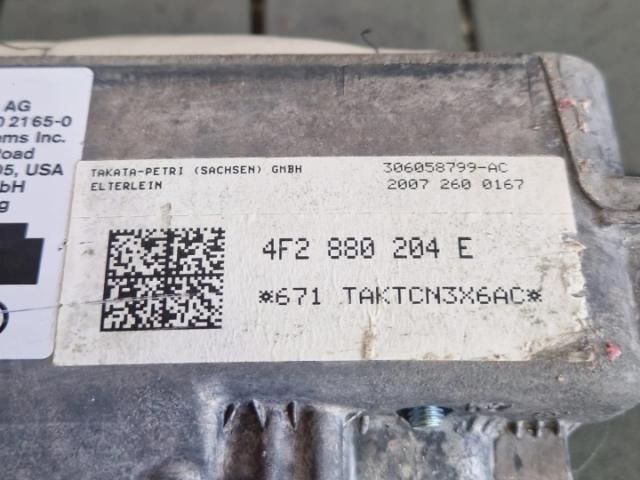 AG
0 2165-0
ems Inc.
Road
05, USA
bH
g
TAKATA-PETRI (SACHSEN) GMBH
ELTERLEIN
306058799-AC
2007 260 0167
4F2 880 204 E
*671 TAKTCN3X6AC*